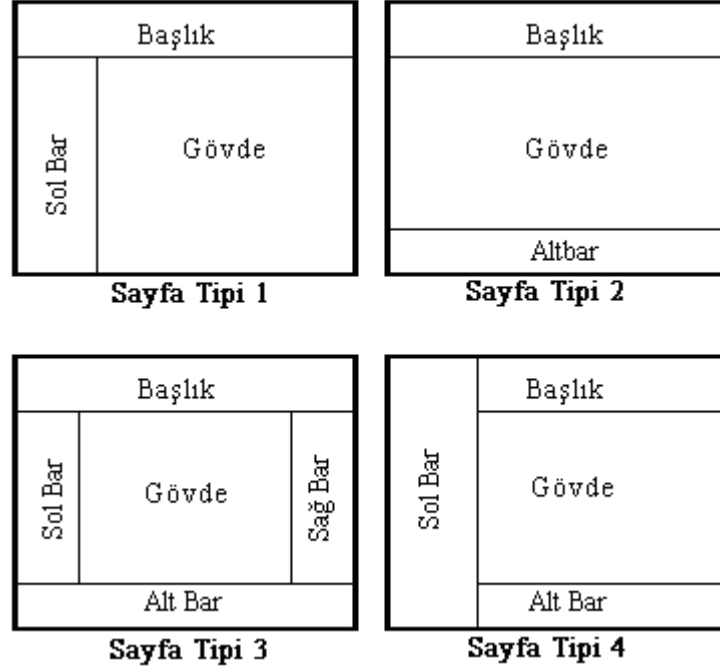 Başlık
Sol Bar
Gövde
Sayfa Tipi 1
Başlık
Gövde
Altbar
Sayfa Tipi 2
Başlık
Sol Bar
Gövde
Sağ Bar
Alt Bar
Sayfa Tipi 3
Sol Bar
Başlık
Gövde
Alt Bar
Sayfa Tipi 4